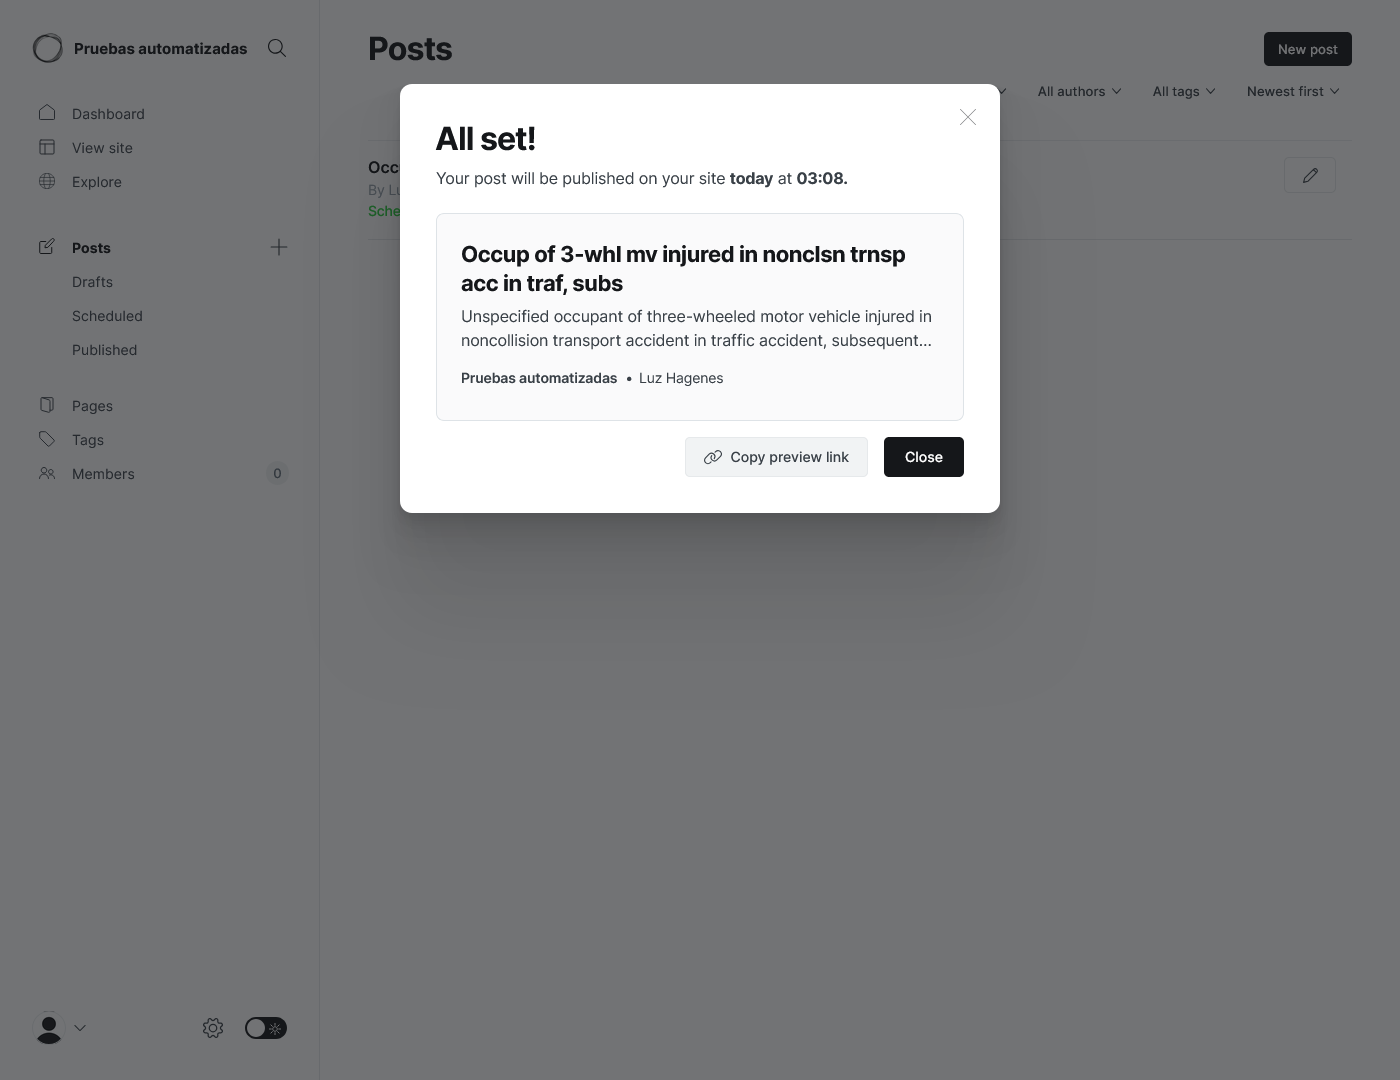 Pruebas automatizadas
Dashboard
View site
Explore
Posts
Drafts
Scheduled
Published
Pages
Tags
Members
0
Posts
New post
All authors
All tags
Newest first
By
All set!
Your post will be published on your site today at 03:08.
Occup of 3-whl mv injured in nonclsn trnsp
acc in traf, subs
Unspecified occupant of three-wheeled motor vehicle injured in
noncollision transport accident in traffic accident, subsequent...
Pruebas automatizadas • Luz Hagenes
Copy preview link
Close